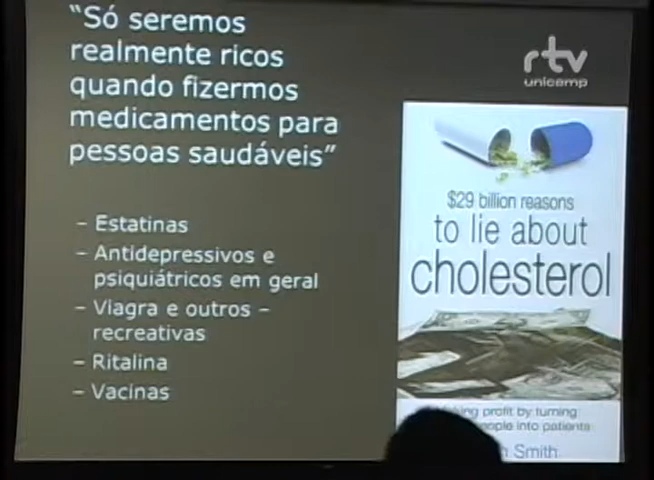 “Só seremos
realmente ricos
quando fizermos
medicamentos para
pessoas saudáveis”
– Estatinas
– Antidepressivos e
psiquiátricos em geral
– Viagra e outros –
recreativas
– Ritalina
– Vacinas
rtv
unicamp
$29 billion reasons
to lie about
cholesterol
profit by turning
into patients
Smith